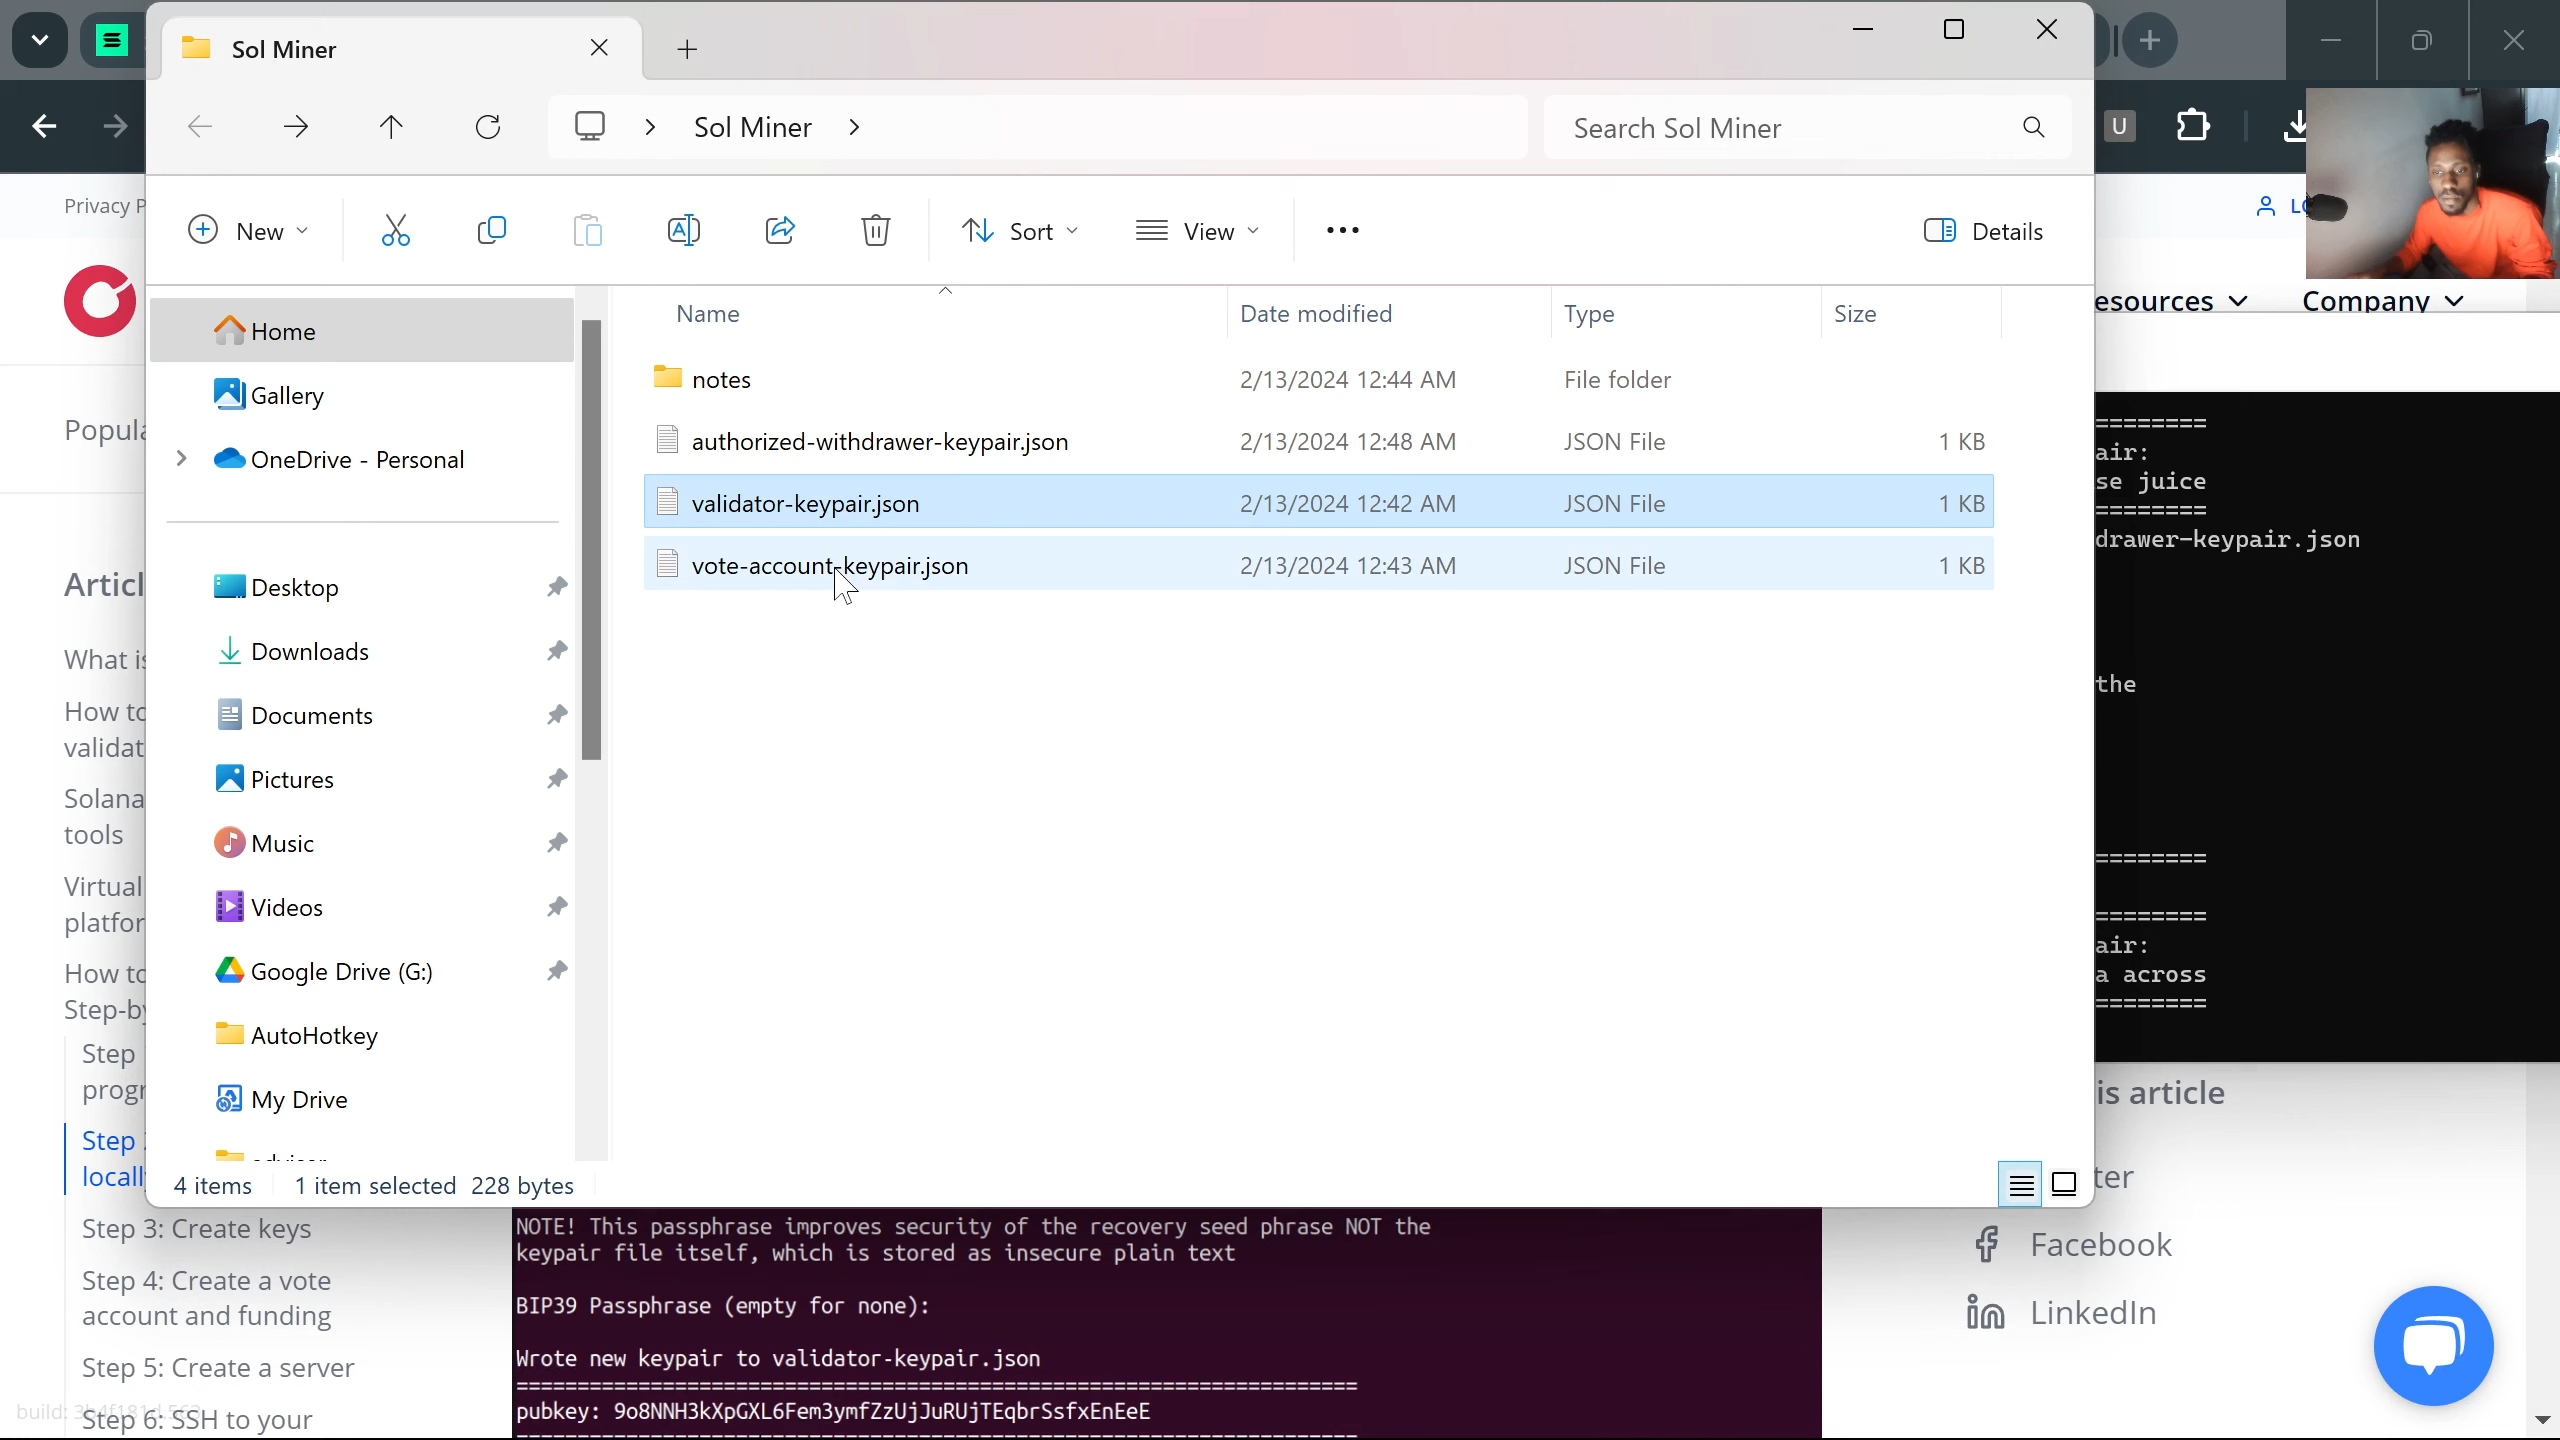 Sol Miner
Sol Miner
Search Sol Miner
U
Privacy P
New
Sort
View
Details
esources
Company
Name
Date modified
Type
Size
Home
Gallery
OneDrive - Personal
Desktop
Downloads
Documents
Pictures
Music
Videos
Google Drive (G:)
AutoHotkey
My Drive
notes 2/13/2024 12:44 AM File folder
authorized-withdrawer-keypair.json 2/13/2024 12:48 AM JSON File 1 KB
validator-keypair.json 2/13/2024 12:42 AM JSON File 1 KB
vote-account-keypair.json 2/13/2024 12:43 AM JSON File 1 KB
4 items
1 item selected 228 bytes
Popula
Articl
What is
How to
validat
Solana
tools
Virtual
platfor
How to
Step-by
Step
progr
Step 2
locally
Step 3: Create keys
Step 4: Create a vote
account and funding
Step 5: Create a server
Step 6: SSH to your
========
air:
se juice
========
drawer-keypair.json
the
========
========
air:
a across
========
is article
ter
Facebook
LinkedIn
NOTE! This passphrase improves security of the recovery seed phrase NOT the
keypair file itself, which is stored as insecure plain text
BIP39 Passphrase (empty for none):
Wrote new keypair to validator-keypair.json
pubkey: 9o8NNH3kXpGXL6Fem3ymfZzUjJuRUjTEqbrSsfxEnEeE